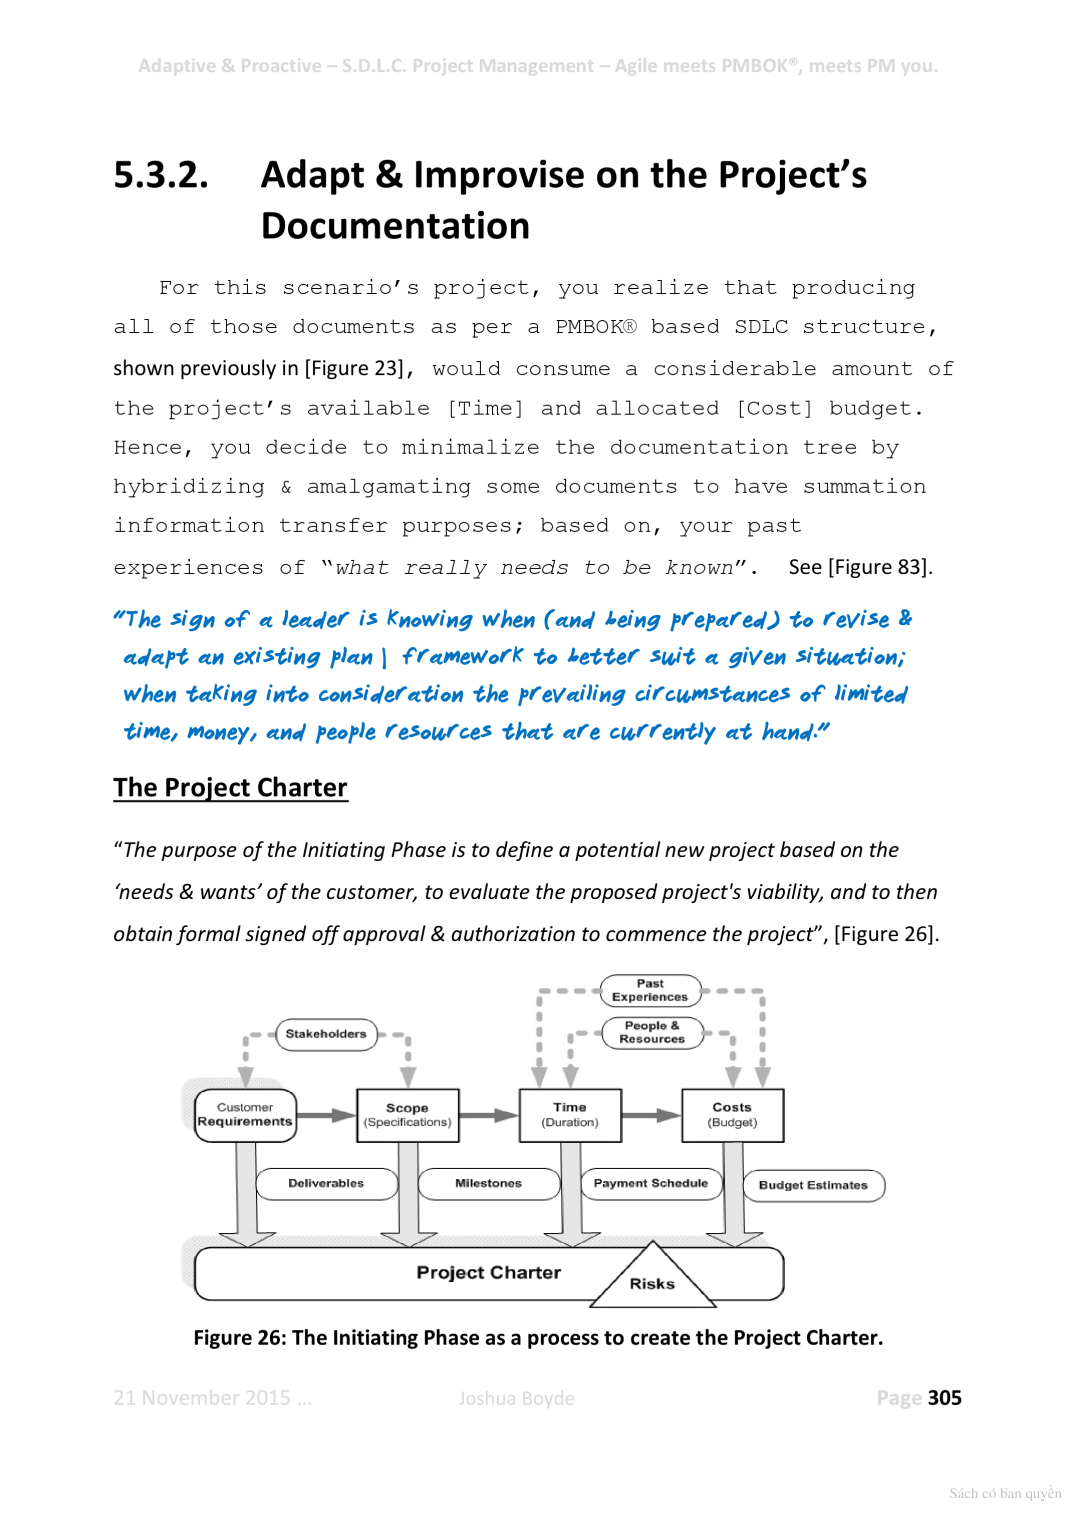 Adaptive & Proactive – S.D.L.C. Project Management – Agile meets PMBOK®, meets PM you.
5.3.2. Adapt & Improvise on the Project’s
Documentation
For this scenario’s project, you realize that producing
all of those documents as per a PMBOK® based SDLC structure,
shown previously in [Figure 23], would consume a considerable amount of
the project’s available [Time] and allocated [Cost] budget.
Hence, you decide to minimalize the documentation tree by
hybridizing & amalgamating some documents to have summation
information transfer purposes; based on, your past
experiences of “what really needs to be known”. See [Figure 83].
“The sign of a leader is knowing when (and being prepared) to revise &
adapt an existing plan | framework to better suit a given situation;
when taking into consideration the prevailing circumstances of limited
time, money, and people resources that are currently at hand.”
The Project Charter
“The purpose of the Initiating Phase is to define a potential new project based on the
‘needs & wants’ of the customer, to evaluate the proposed project's viability, and to then
obtain formal signed off approval & authorization to commence the project”, [Figure 26].
Past
Experiences
Stakeholders
People &
Resources
Customer
Requirements
Scope
(Specifications)
Time
(Duration)
Costs
(Budget)
Deliverables
Milestones
Payment Schedule
Budget Estimates
Project Charter
Risks
Figure 26: The Initiating Phase as a process to create the Project Charter.
21 November 2015 ... Joshua Boyde Page 305
Sách có bản quyền